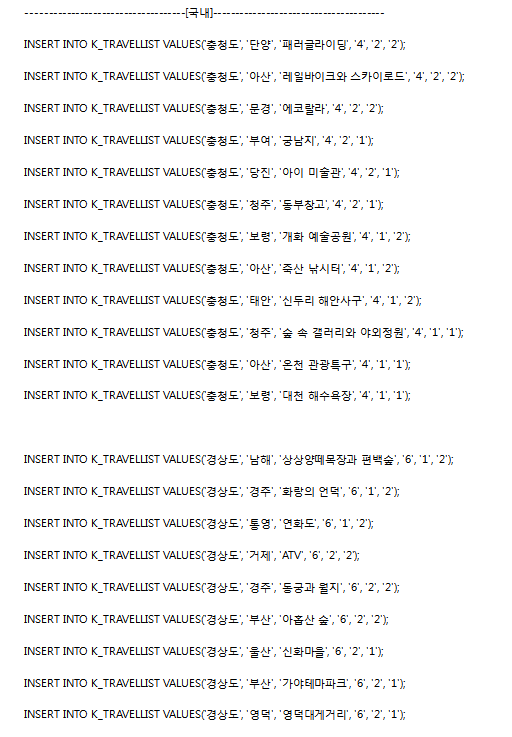 -----------------------------------[국내]-------------------------------------
INSERT INTO K_TRAVELLIST VALUES('충청도', '단양', '패러글라이딩', '4', '2', '2');
INSERT INTO K_TRAVELLIST VALUES('충청도', '아산', '레일바이크와 스카이로드', '4', '2', '2');
INSERT INTO K_TRAVELLIST VALUES('충청도', '문경', '에코랄라', '4', '2', '2');
INSERT INTO K_TRAVELLIST VALUES('충청도', '부여', '궁남지', '4', '2', '1');
INSERT INTO K_TRAVELLIST VALUES('충청도', '당진', '아이 미술관', '4', '2', '1');
INSERT INTO K_TRAVELLIST VALUES('충청도', '청주', '동부창고', '4', '2', '1');
INSERT INTO K_TRAVELLIST VALUES('충청도', '보령', '개화 예술공원', '4', '1', '2');
INSERT INTO K_TRAVELLIST VALUES('충청도', '아산', '죽산 낚시터', '4', '1', '2');
INSERT INTO K_TRAVELLIST VALUES('충청도', '태안', '신두리 해안사구', '4', '1', '2');
INSERT INTO K_TRAVELLIST VALUES('충청도', '청주', '숲 속 갤러리와 야외정원', '4', '1', '1');
INSERT INTO K_TRAVELLIST VALUES('충청도', '아산', '온천 관광특구', '4', '1', '1');
INSERT INTO K_TRAVELLIST VALUES('충청도', '보령', '대천 해수욕장', '4', '1', '1');
INSERT INTO K_TRAVELLIST VALUES('경상도', '남해', '상상양떼목장과 편백숲', '6', '1', '2');
INSERT INTO K_TRAVELLIST VALUES('경상도', '경주', '화랑의 언덕', '6', '1', '2');
INSERT INTO K_TRAVELLIST VALUES('경상도', '통영', '연화도', '6', '1', '2');
INSERT INTO K_TRAVELLIST VALUES('경상도', '거제', 'ATV', '6', '2', '2');
INSERT INTO K_TRAVELLIST VALUES('경상도', '경주', '동궁과 월지', '6', '2', '2');
INSERT INTO K_TRAVELLIST VALUES('경상도', '부산', '아홉산 숲', '6', '2', '2');
INSERT INTO K_TRAVELLIST VALUES('경상도', '울산', '신화마을', '6', '2', '1');
INSERT INTO K_TRAVELLIST VALUES('경상도', '부산', '가야테마파크', '6', '2', '1');
INSERT INTO K_TRAVELLIST VALUES('경상도', '영덕', '영덕대게거리', '6', '2', '1');